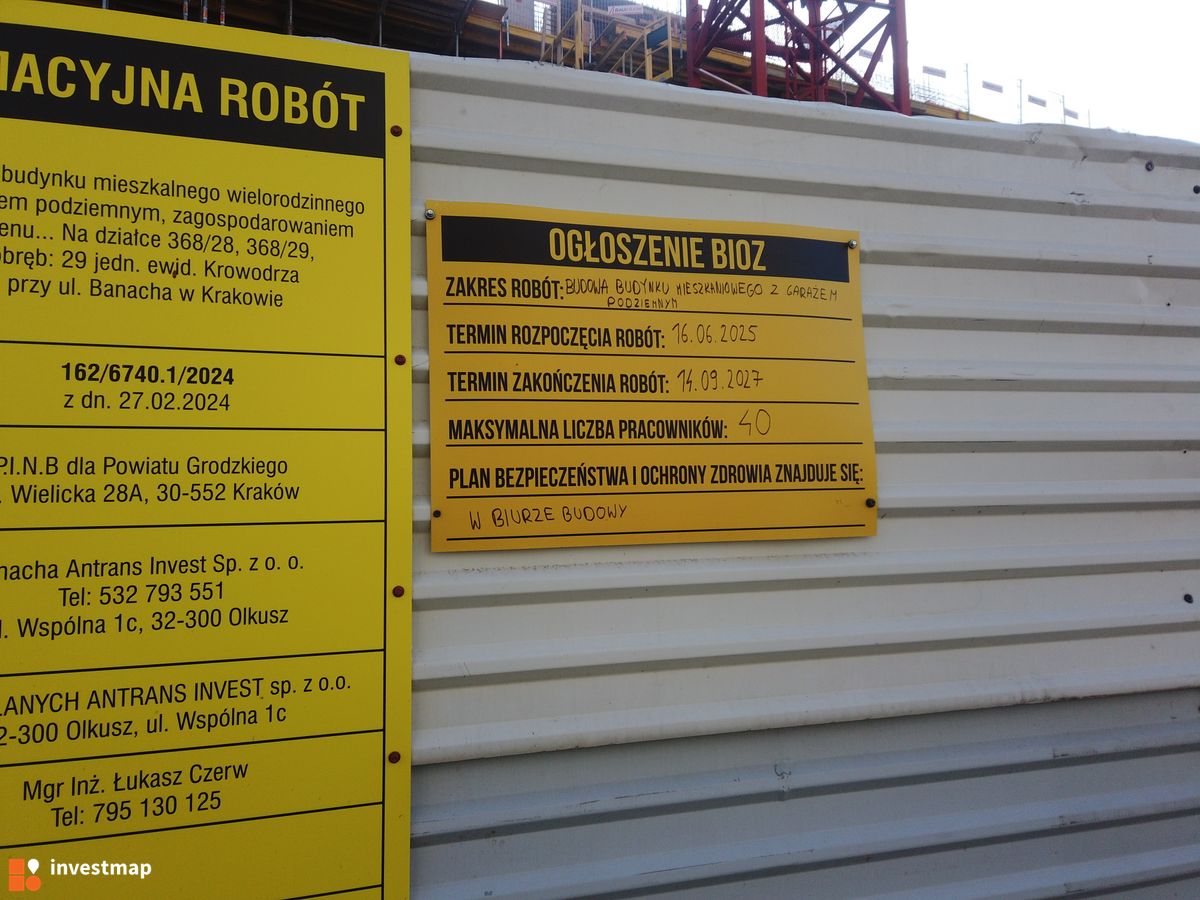 MACYJNA ROBÓT
budynku mieszkalnego wielorodzinnego
em podziemnym, zagospodarowaniem
enu... Na działce 368/28, 368/29,
obręb: 29 jedn. ewid. Krowodrza
przy ul. Banacha w Krakowie
162/6740.1/2024
z dn. 27.02.2024
P.I.N.B dla Powiatu Grodzkiego
. Wielicka 28A, 30-552 Kraków
nacha Antrans Invest Sp. z o. o.
Tel: 532 793 551
l. Wspólna 1c, 32-300 Olkusz
LANYCH ANTRANS INVEST sp. z o.o.
2-300 Olkusz, ul. Wspólna 1c
Mgr Inż. Łukasz Czerw
Tel: 795 130 125
OGŁOSZENIE BIOZ
ZAKRES ROBÓT: BUDOWA BUDYNKU MIESZKANIOWEGO Z GARAŻEM
PODZIEMNYM
TERMIN ROZPOCZĘCIA ROBÓT: 16.06.2025
TERMIN ZAKOŃCZENIA ROBÓT: 14.09.2027
MAKSYMALNA LICZBA PRACOWNIKÓW: 40
PLAN BEZPIECZEŃSTWA I OCHRONY ZDROWIA ZNAJDUJE SIĘ:
W BIURZE BUDOWY
investmap